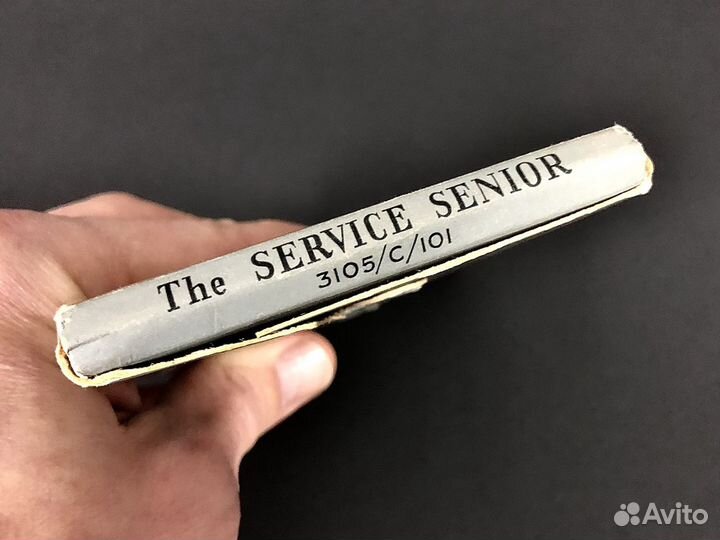 The SERVICE SENIOR
3105/C/101
Avito